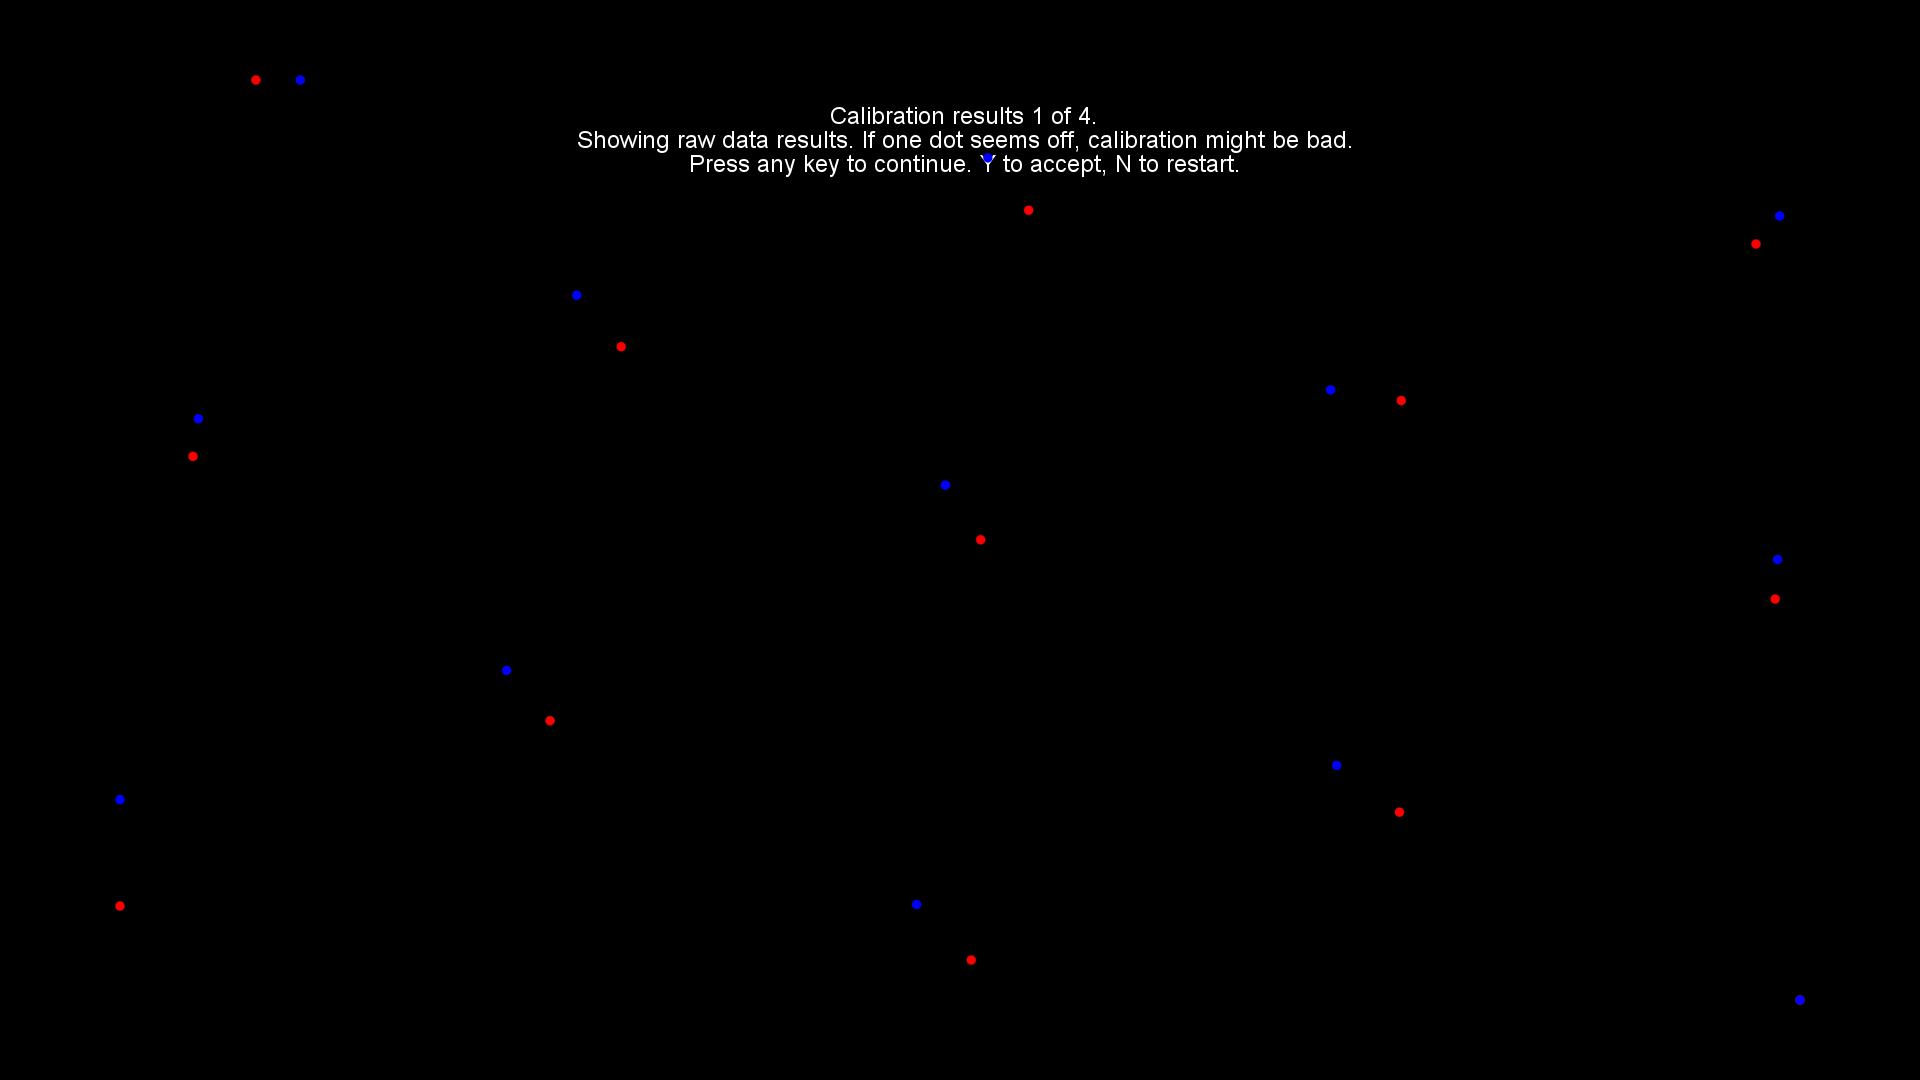 Calibration results 1 of 4.
Showing raw data results. If one dot seems off, calibration might be bad.
Press any key to continue. Y to accept, N to restart.